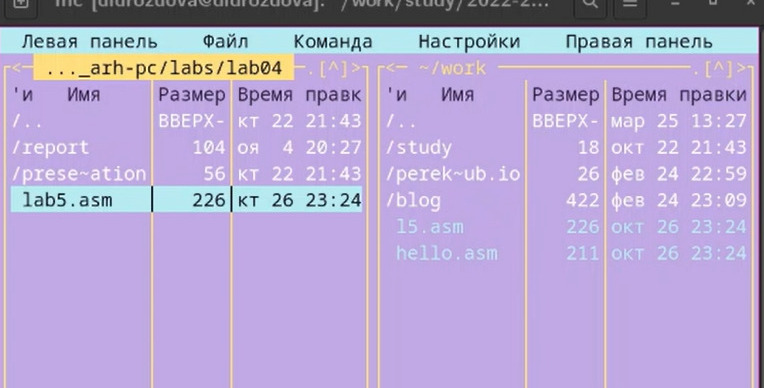 mc [didrozdova@didrozdova]: ~/work/study/2022-2...
Левая панель Файл Команда Настройки Правая панель
<— ..._arh-pc/labs/lab04 —.[^]> <— ~/work —.[^]>
'и Имя Размер Время правк 'и Имя Размер Время правки
/.. ВВЕРХ- кт 22 21:43 /.. ВВЕРХ- мар 25 13:27
/report 104 оя 4 20:27 /study 18 окт 22 21:43
/prese~ation 56 кт 22 21:43 /perek~ub.io 26 фев 24 22:59
lab5.asm 226 кт 26 23:24 /blog 422 фев 24 23:09
l5.asm 226 окт 26 23:24
hello.asm 211 окт 26 23:24